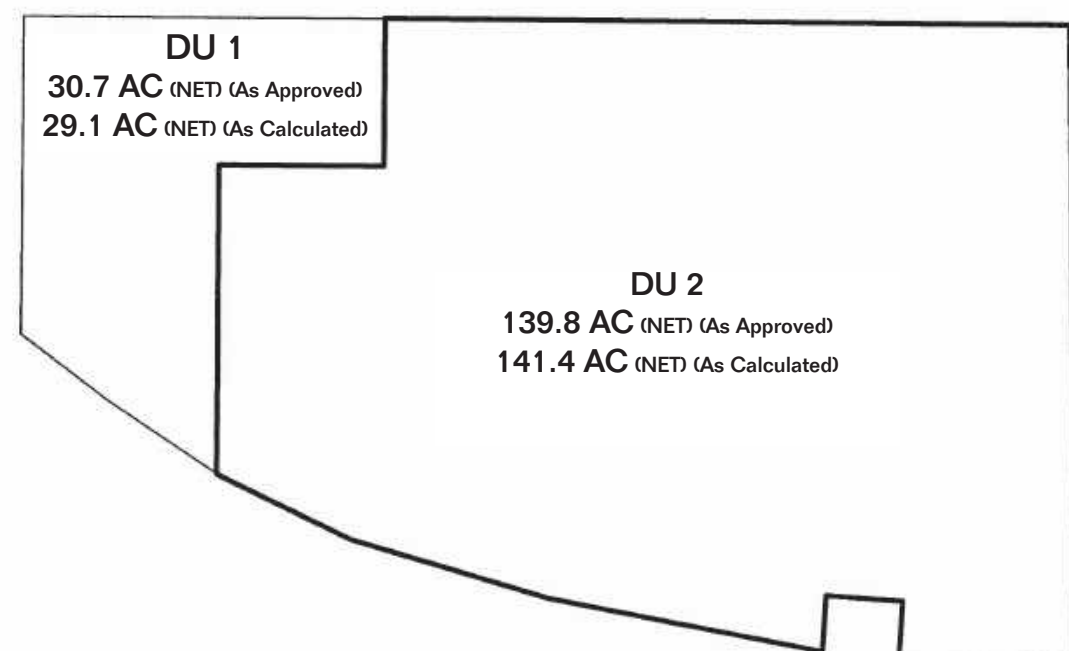 DU 1
30.7 AC (NET) (As Approved)
29.1 AC (NET) (As Calculated)
DU 2
139.8 AC (NET) (As Approved)
141.4 AC (NET) (As Calculated)